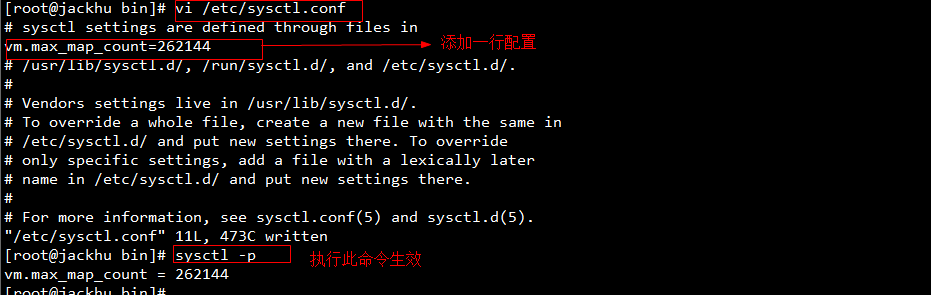 [root@jackhu bin]# vi /etc/sysctl.conf
# sysctl settings are defined through files in
vm.max_map_count=262144 添加一行配置
# /usr/lib/sysctl.d/, /run/sysctl.d/, and /etc/sysctl.d/.
#
# Vendors settings live in /usr/lib/sysctl.d/.
# To override a whole file, create a new file with the same in
# /etc/sysctl.d/ and put new settings there. To override
# only specific settings, add a file with a lexically later
# name in /etc/sysctl.d/ and put new settings there.
#
# For more information, see sysctl.conf(5) and sysctl.d(5).
"/etc/sysctl.conf" 11L, 473C written
[root@jackhu bin]# sysctl -p 执行此命令生效
vm.max_map_count = 262144
[root@jackhu bin]#